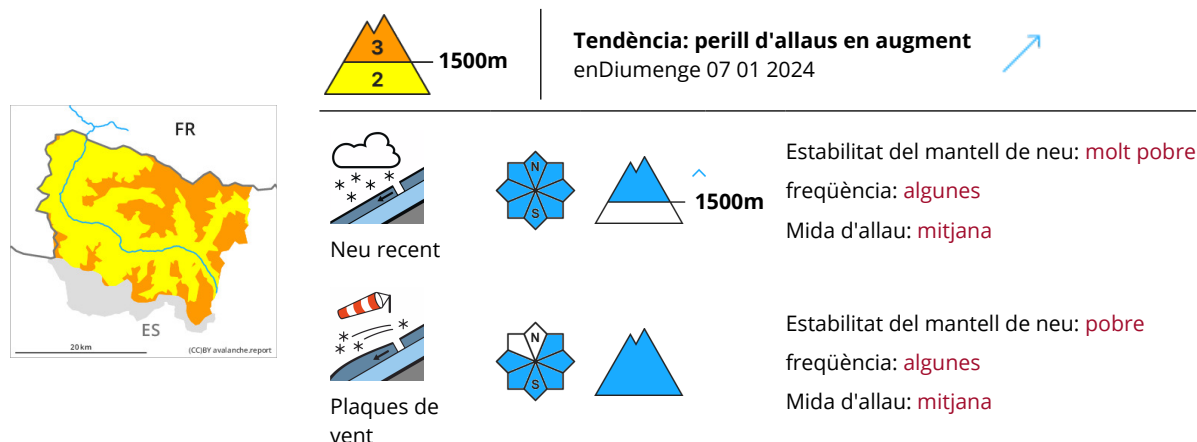 3
2
1500m
Tendència: perill d'allaus en augment
enDiumenge 07 01 2024
FR
ES
20 km
(CC)BY avalanche.report
Neu recent
N
S
1500m
Estabilitat del mantell de neu: molt pobre
freqüència: algunes
Mida d'allau: mitjana
Plaques de
vent
N
S
Estabilitat del mantell de neu: pobre
freqüència: algunes
Mida d'allau: mitjana